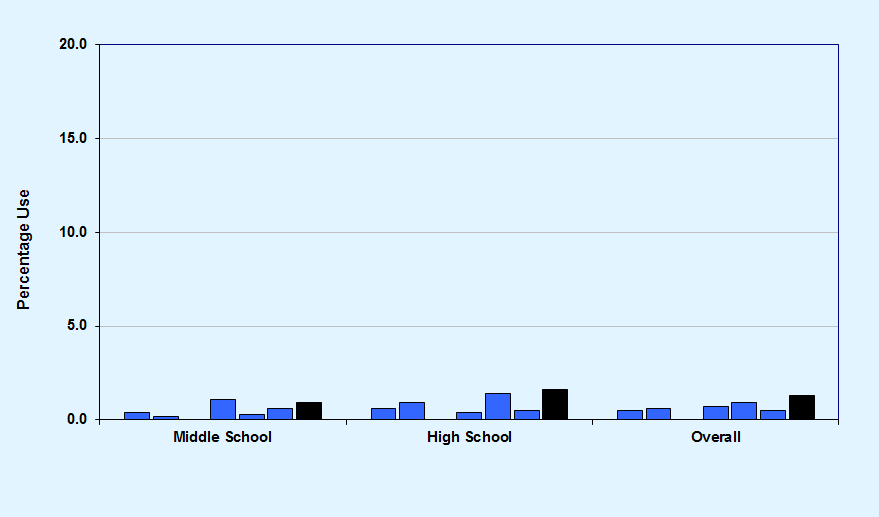 20.0
15.0
10.0
5.0
0.0
Percentage Use
Middle School
High School
Overall